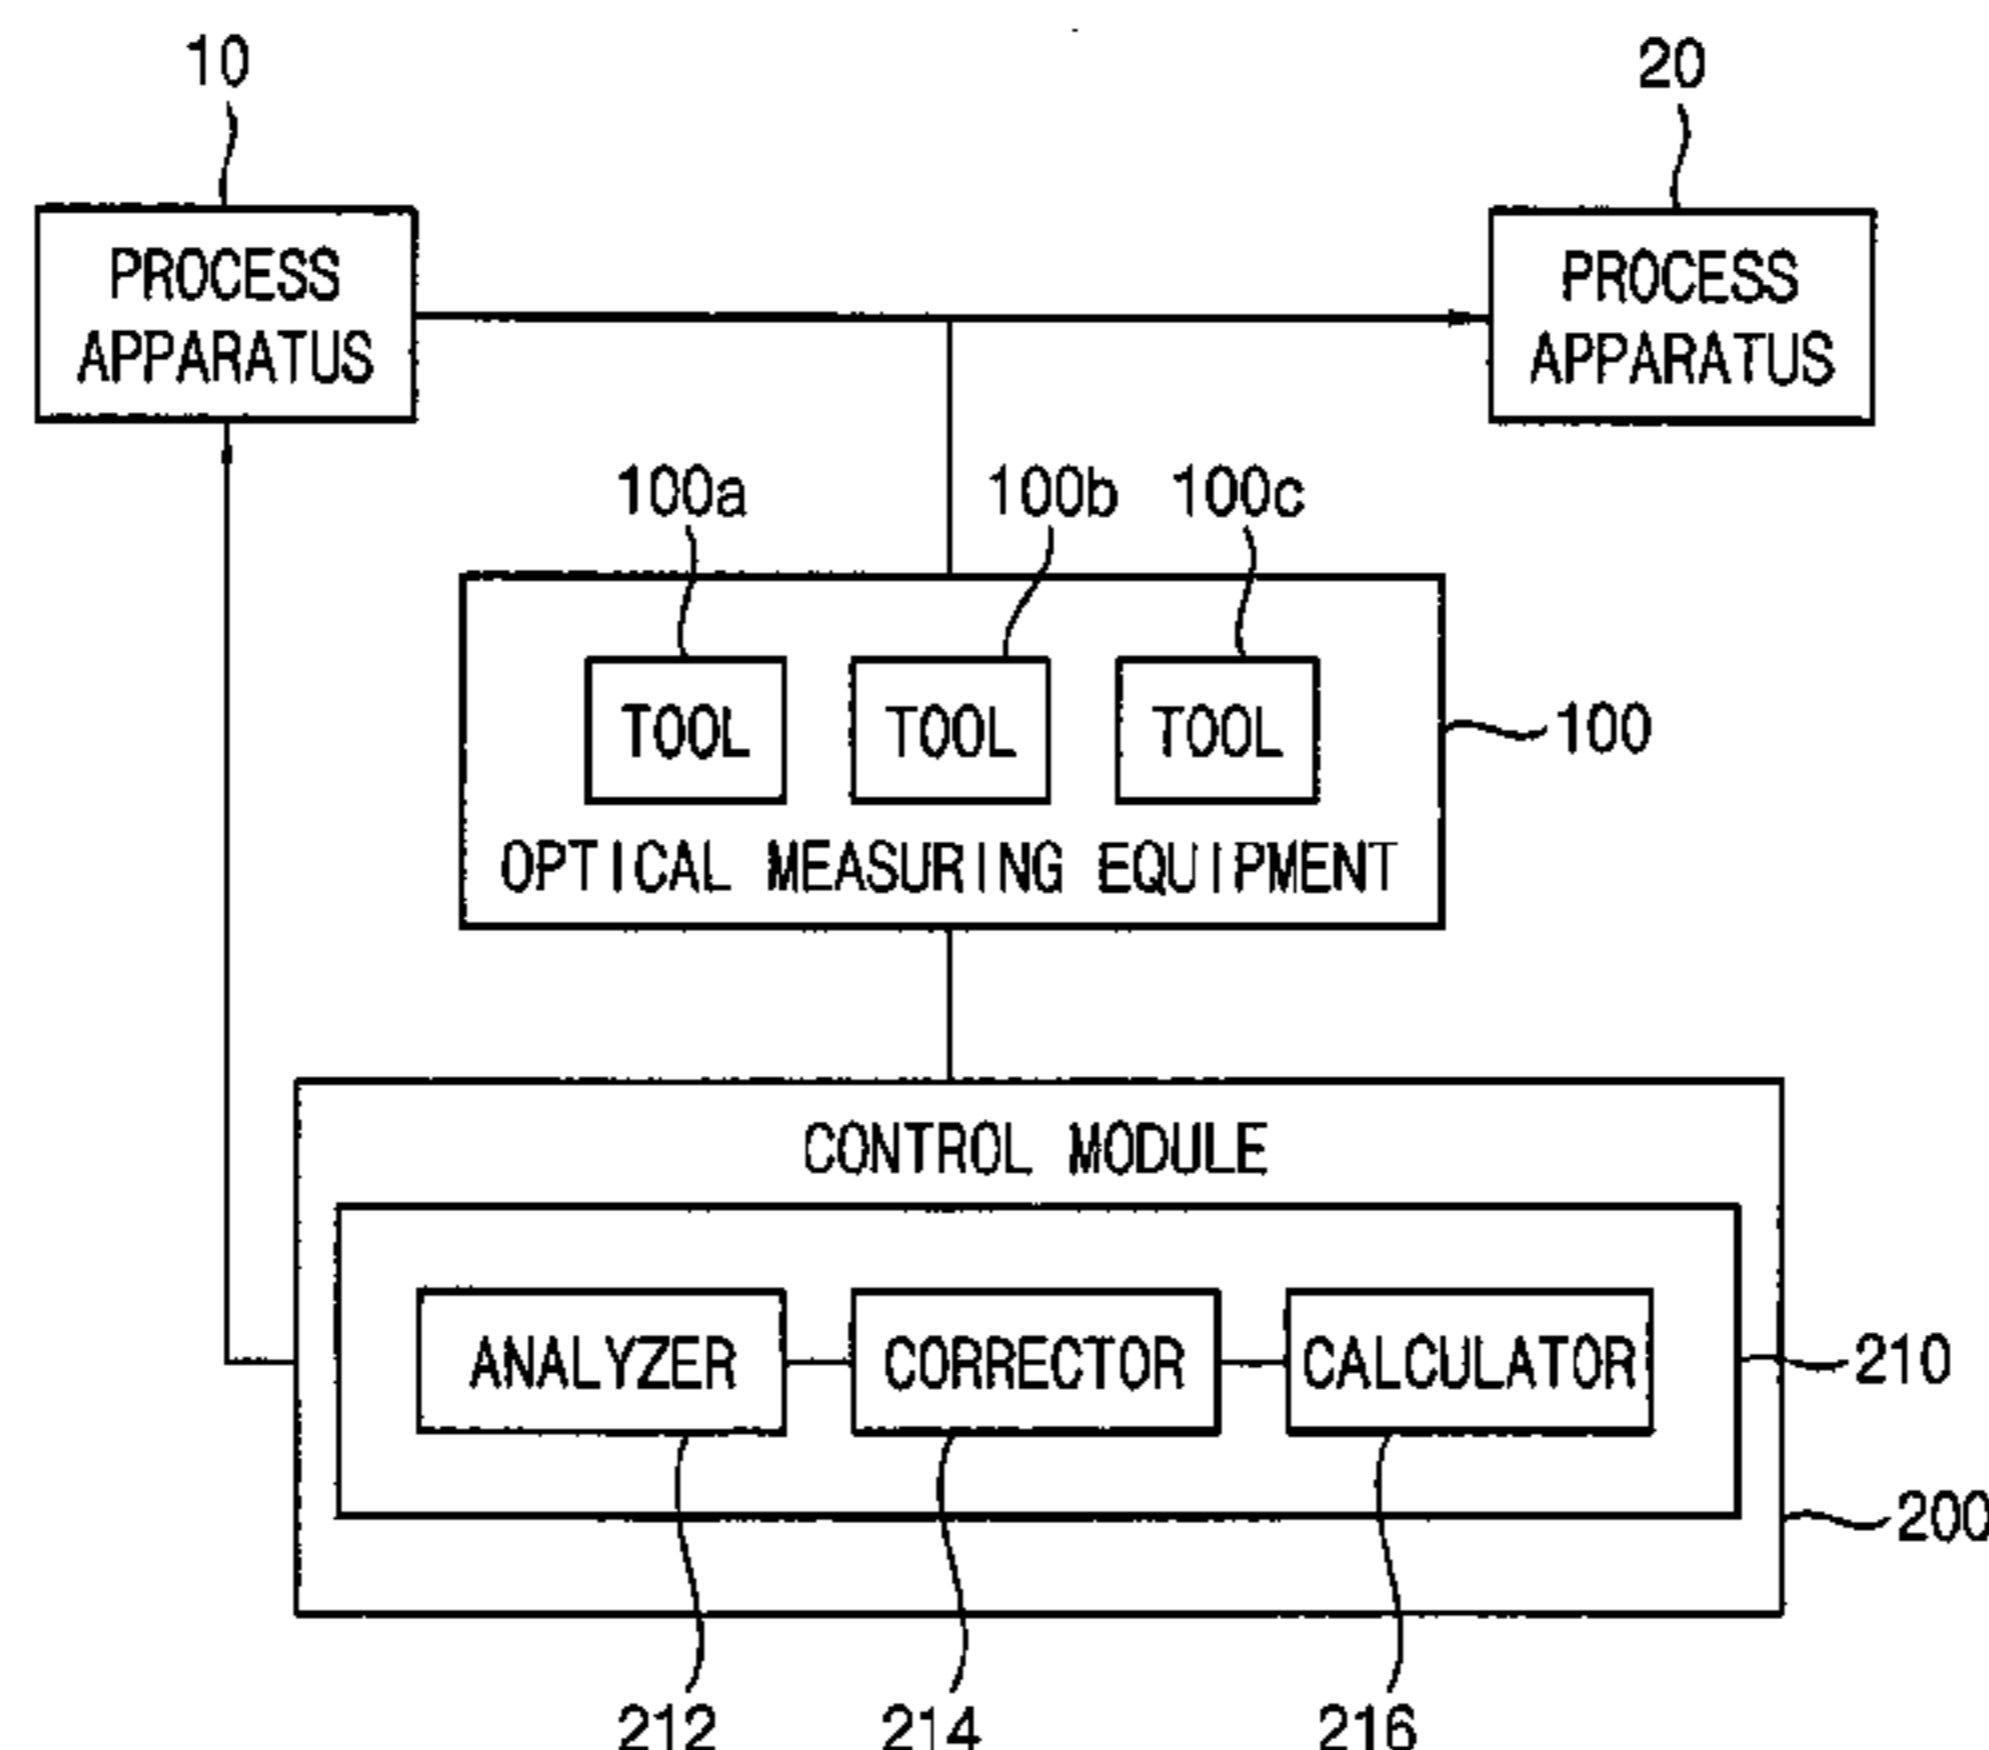 10
20
PROCESS
APPARATUS
PROCESS
APPARATUS
100a
100b
100c
TOOL
TOOL
TOOL
100
OPTICAL MEASURING EQUIPMENT
CONTROL MODULE
ANALYZER
CORRECTOR
CALCULATOR
210
200
212
214
216